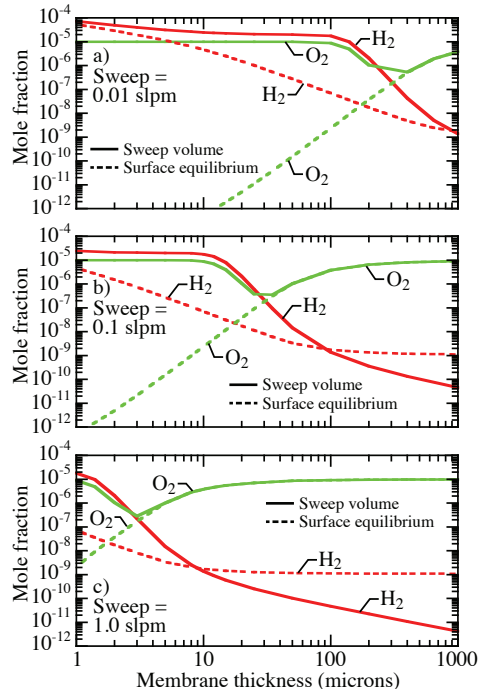 10^-4
10^-5
10^-6
10^-7
10^-8
10^-9
10^-10
10^-11
10^-12
Mole fraction
a)
Sweep =
0.01 slpm
H2
O2
H2
O2
Sweep volume
Surface equilibrium
10^-4
10^-5
10^-6
10^-7
10^-8
10^-9
10^-10
10^-11
10^-12
Mole fraction
b)
Sweep =
0.1 slpm
H2
O2
H2
O2
Sweep volume
Surface equilibrium
10^-4
10^-5
10^-6
10^-7
10^-8
10^-9
10^-10
10^-11
10^-12
Mole fraction
O2
O2
Sweep volume
Surface equilibrium
H2
H2
c)
Sweep =
1.0 slpm
1 10 100 1000
Membrane thickness (microns)